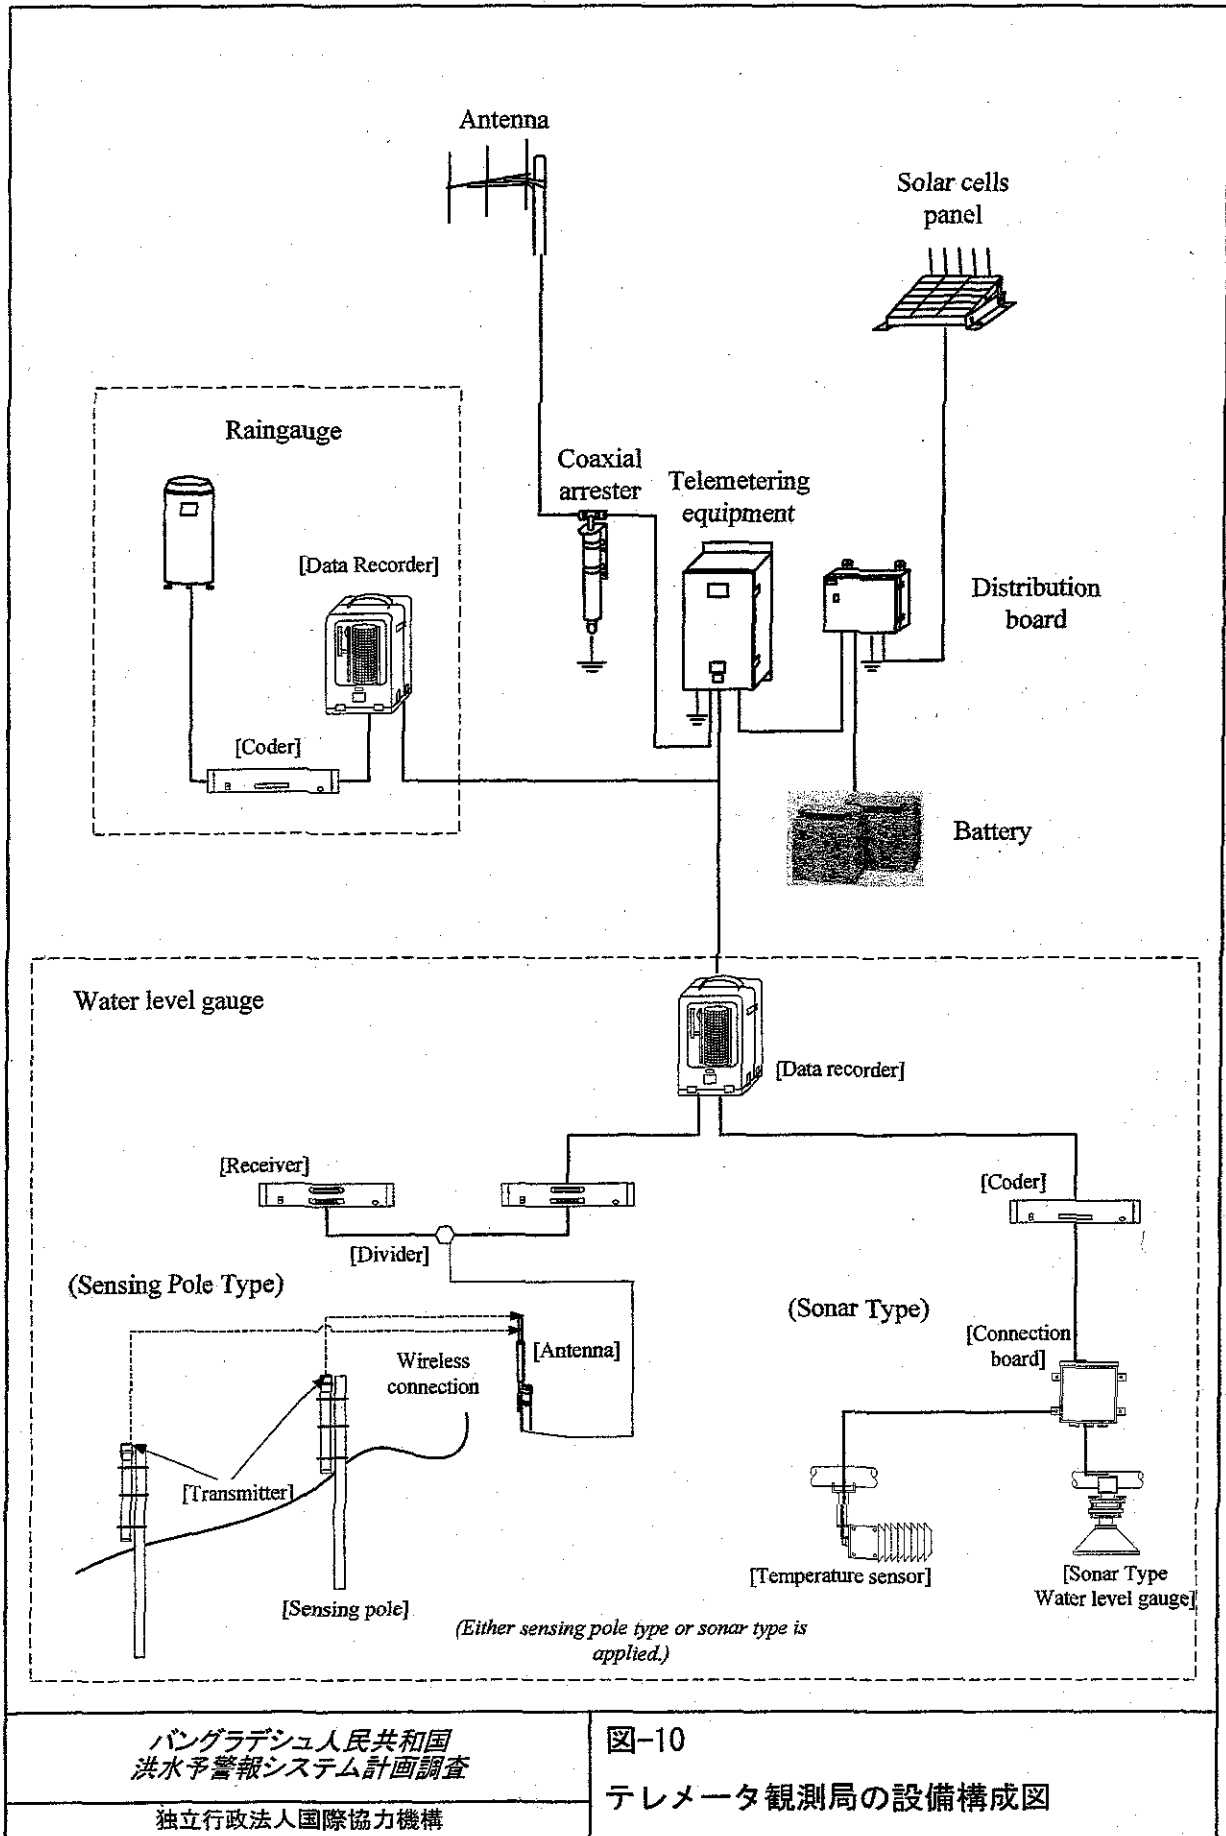 Antenna
Solar cells
panel
Raingauge
Coaxial
arrester
Telemetering
equipment
[Data Recorder]
Distribution
board
[Coder]
Battery
Water level gauge
[Data recorder]
[Receiver]
[Coder]
[Divider]
(Sensing Pole Type)
(Sonar Type)
[Connection
board]
[Antenna]
Wireless
connection
[Transmitter]
[Temperature sensor]
[Sonar Type
Water level gauge]
[Sensing pole]
(Either sensing pole type or sonar type is
applied.)
バングラデシュ人民共和国
洪水予警報システム計画調査
独立行政法人国際協力機構
図-10
テレメータ観測局の設備構成図